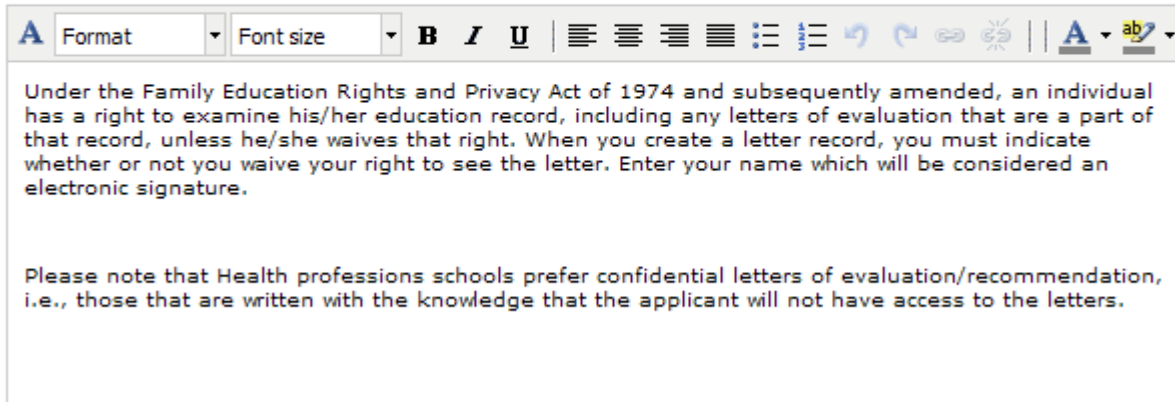 A Format Font size B I U A ab
Under the Family Education Rights and Privacy Act of 1974 and subsequently amended, an individual
has a right to examine his/her education record, including any letters of evaluation that are a part of
that record, unless he/she waives that right. When you create a letter record, you must indicate
whether or not you waive your right to see the letter. Enter your name which will be considered an
electronic signature.
Please note that Health professions schools prefer confidential letters of evaluation/recommendation,
i.e., those that are written with the knowledge that the applicant will not have access to the letters.